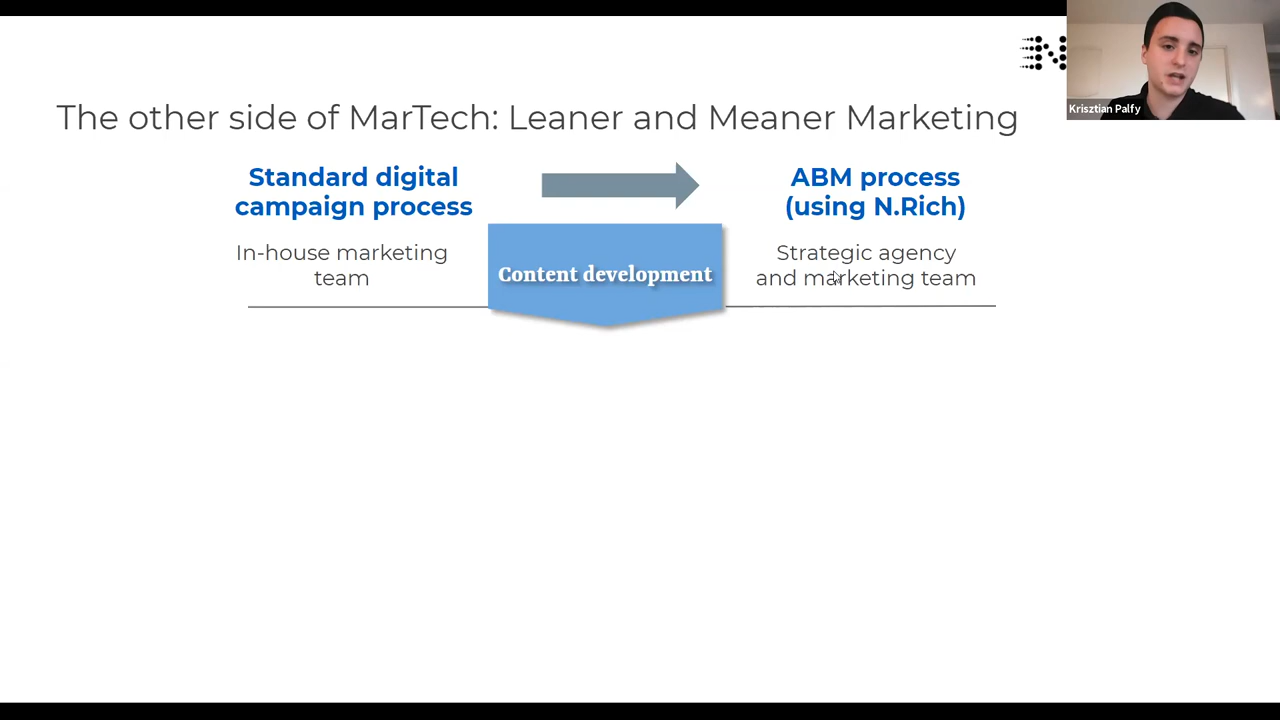 N
Krisztian Palfy
The other side of MarTech: Leaner and Meaner Marketing
Standard digital
campaign process
ABM process
(using N.Rich)
In-house marketing
team
Content development
Strategic agency
and marketing team